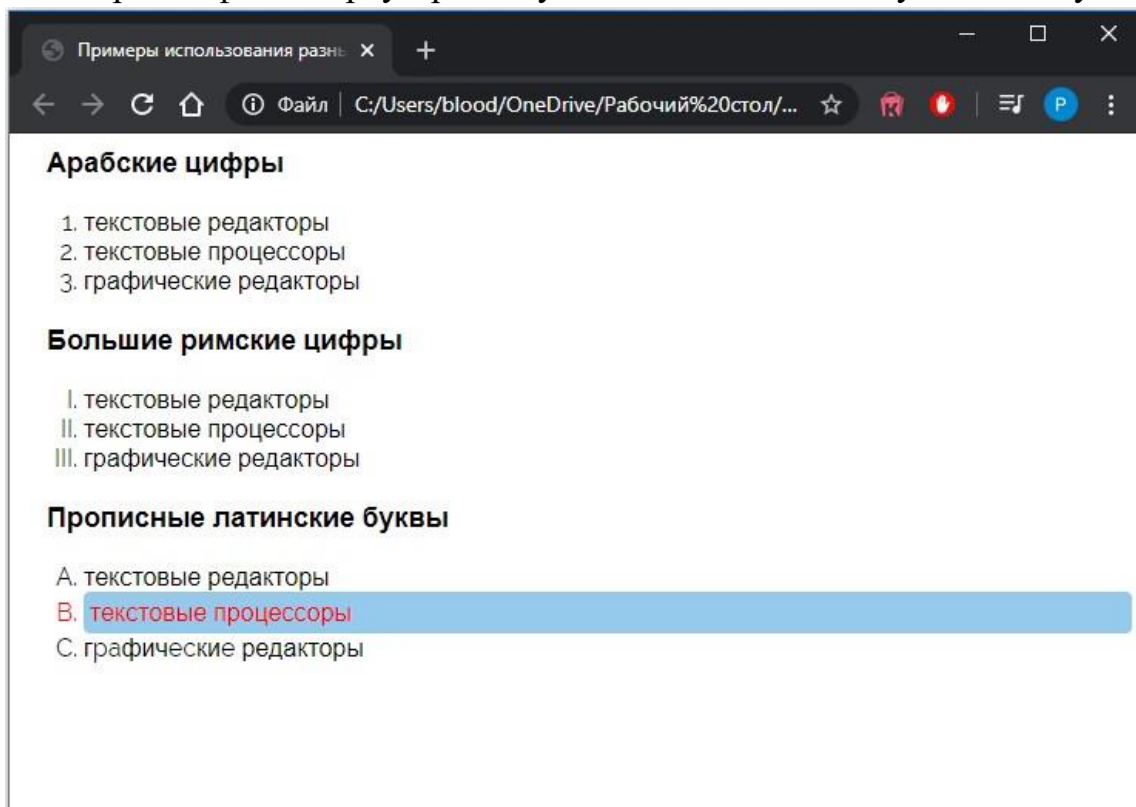 Примеры использования разнь
Файл C:/Users/blood/OneDrive/Рабочий%20стол/...
P
Арабские цифры
1. текстовые редакторы
2. текстовые процессоры
3. графические редакторы
Большие римские цифры
I. текстовые редакторы
II. текстовые процессоры
III. графические редакторы
Прописные латинские буквы
A. текстовые редакторы
B. текстовые процессоры
C. графические редакторы